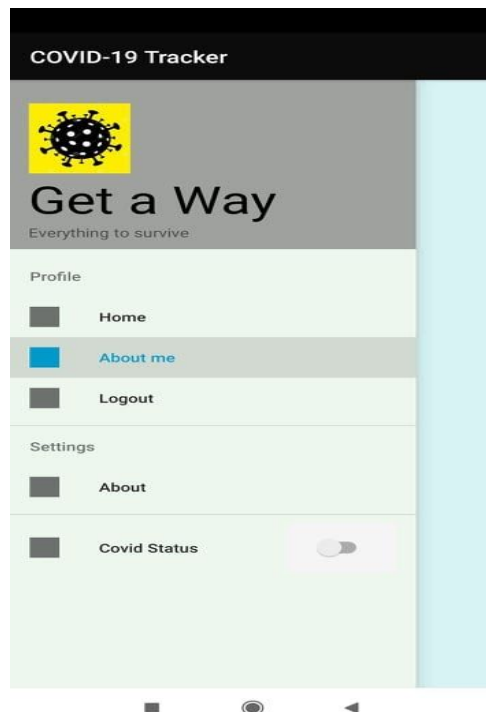 COVID-19 Tracker
Get a Way
Everything to survive
Profile
Home
About me
Logout
Settings
About
Covid Status